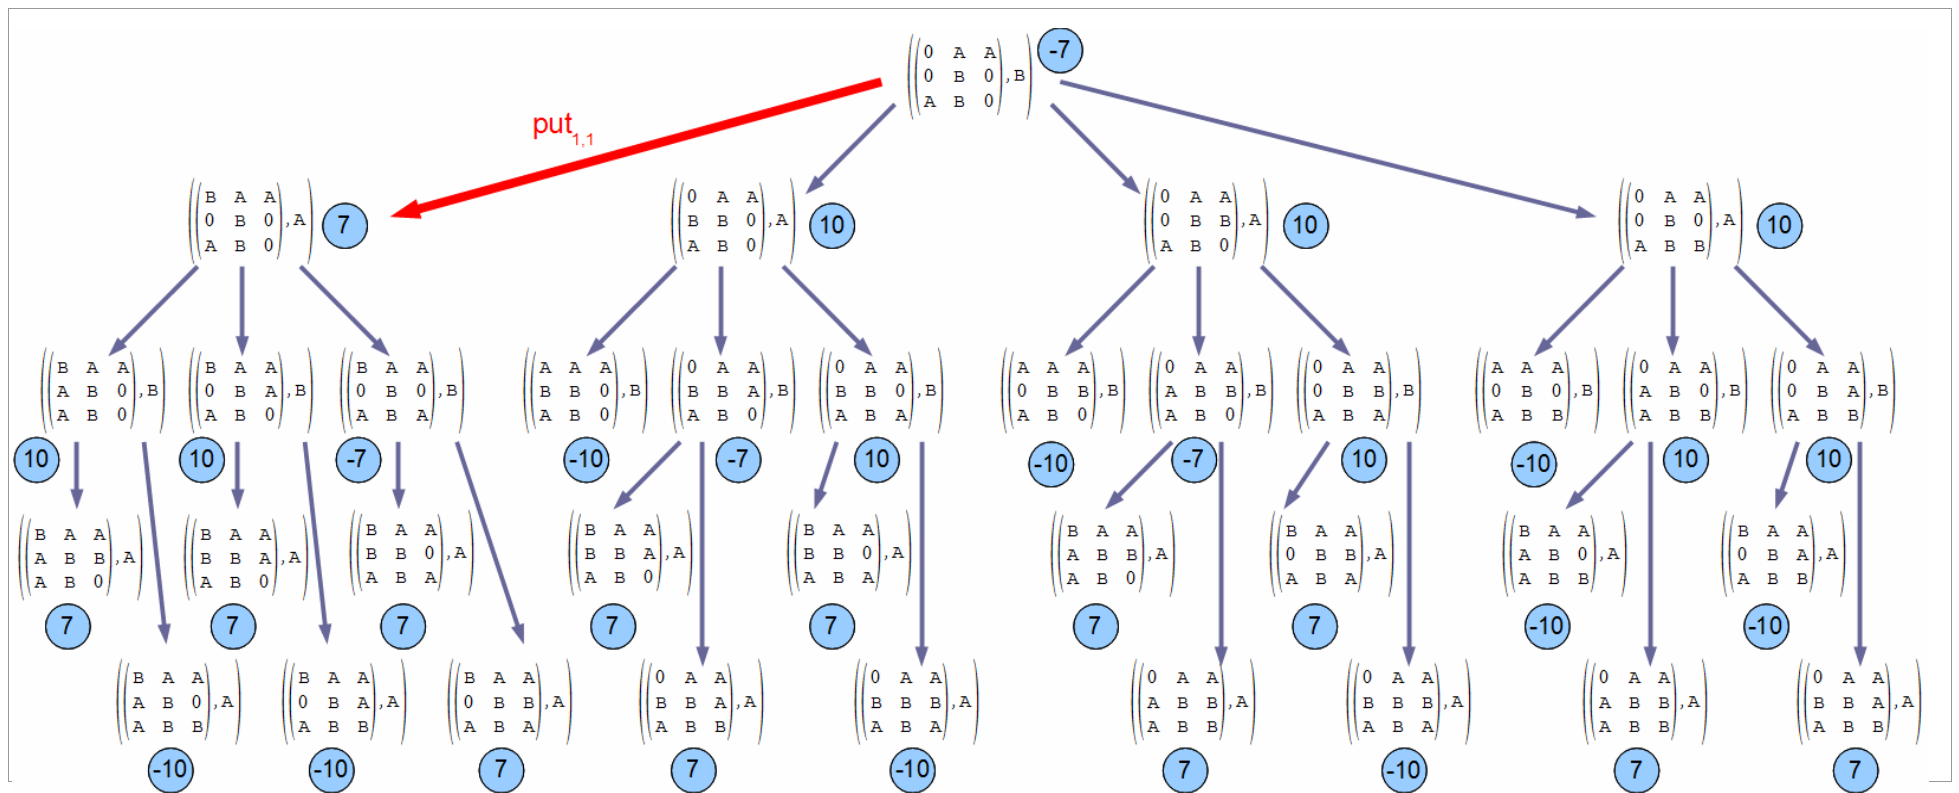 0 A A
0 B 0 ,B
A B 0
-7
put1,1
B A A
0 B 0 ,A
A B 0
7
0 A A
B B 0 ,A
A B 0
10
0 A A
0 B B ,A
A B 0
10
0 A A
0 B 0 ,A
A B B
10
B A A
A B 0 ,B
A B 0
10
B A A
0 B A ,B
A B 0
10
B A A
0 B 0 ,B
A B A
-7
A A A
B B 0 ,B
A B 0
-10
0 A A
B B A ,B
A B 0
-7
0 A A
B B 0 ,B
A B A
10
A A A
0 B B ,B
A B 0
-10
0 A A
A B B ,B
A B 0
-7
0 A A
0 B B ,B
A B A
10
A A A
0 B 0 ,B
A B B
-10
0 A A
A B 0 ,B
A B B
10
0 A A
0 B A ,B
A B B
10
B A A
A B B ,A
A B 0
7
B A A
B B A ,A
A B 0
7
B A A
B B 0 ,A
A B A
7
B A A
B B A ,A
A B 0
7
B A A
B B 0 ,A
A B A
7
B A A
A B B ,A
A B 0
7
B A A
0 B B ,A
A B A
7
B A A
A B 0 ,A
A B B
-10
B A A
0 B A ,A
A B B
-10
B A A
A B 0 ,A
A B B
-10
B A A
0 B A ,A
A B B
-10
B A A
0 B B ,A
A B A
7
0 A A
B B A ,A
A B B
7
0 A A
B B B ,A
A B A
-10
0 A A
A B B ,A
A B B
7
0 A A
B B B ,A
A B A
-10
0 A A
A B B ,A
A B B
7
0 A A
B B A ,A
A B B
7